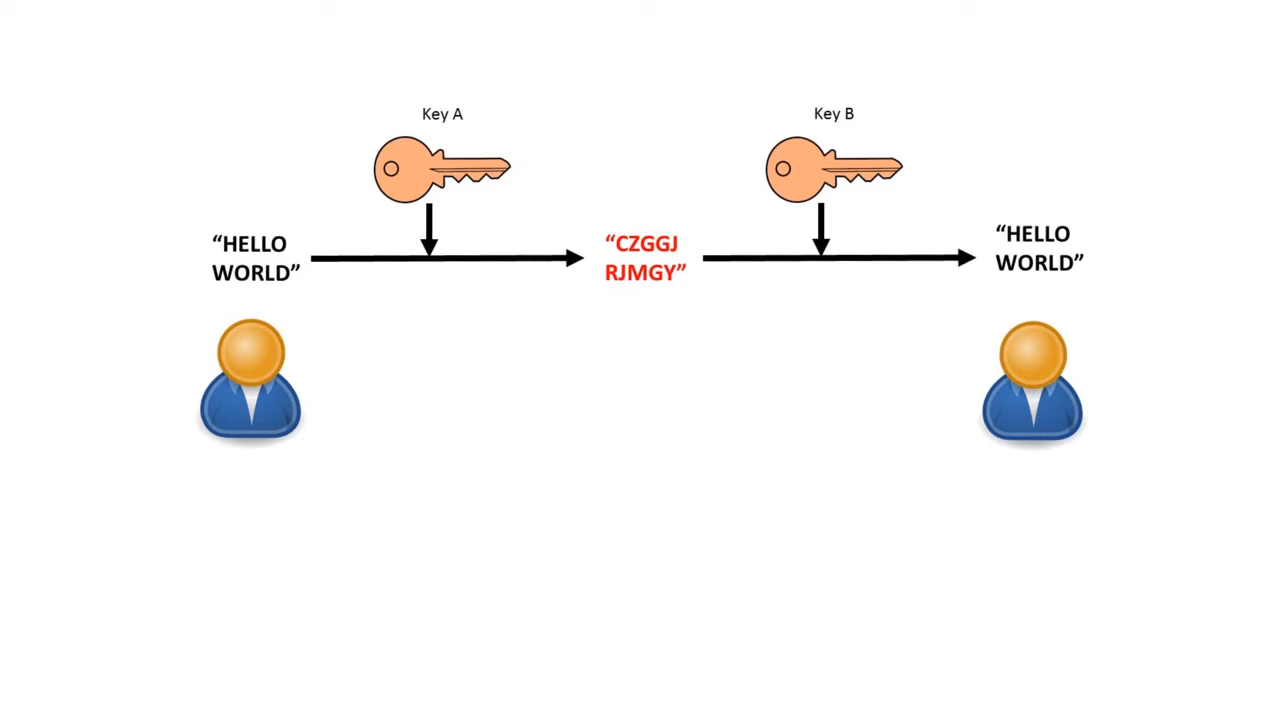 Key A
Key B
“HELLO
WORLD”
“CZGGJ
RJMGY”
“HELLO
WORLD”